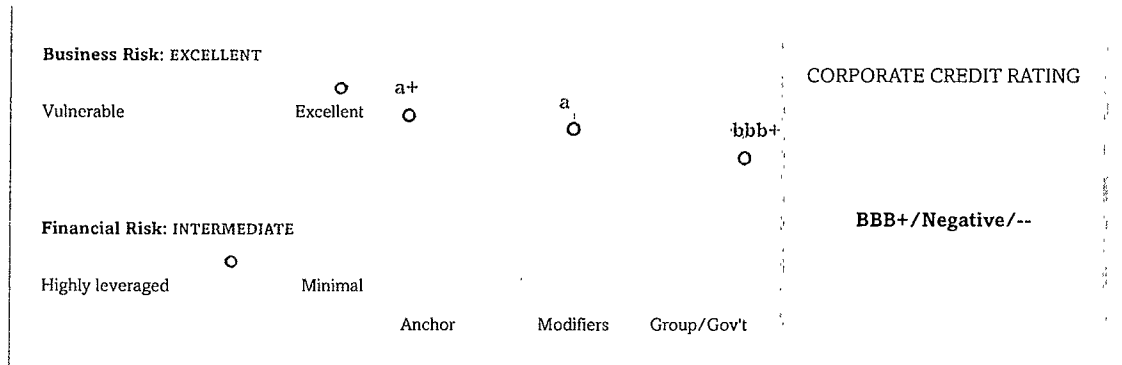 Business Risk: EXCELLENT
CORPORATE CREDIT RATING
a+
Vulnerable Excellent
a
bbb+
BBB+/Negative/--
Financial Risk: INTERMEDIATE
Highly leveraged Minimal
Anchor Modifiers Group/Gov't